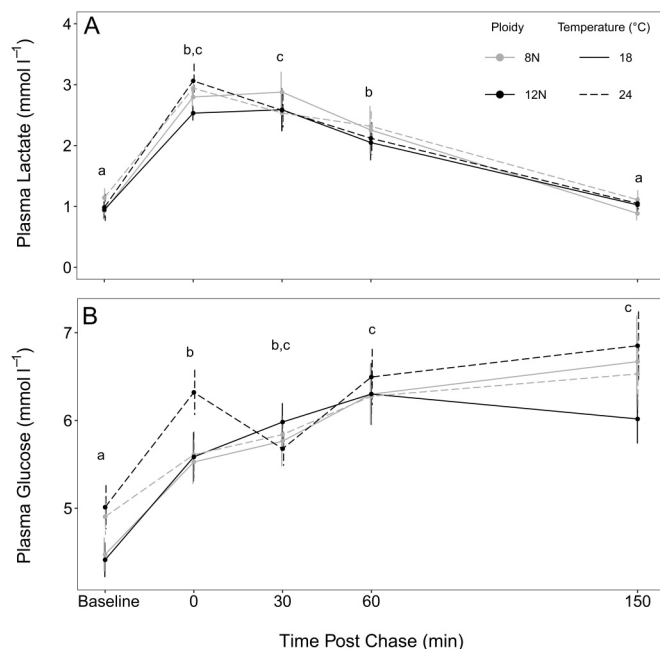 A
Plasma Lactate (mmol l⁻¹)
4
3
2
1
0
a
b,c
c
b
a
Ploidy
Temperature (°C)
8N
18
12N
24
B
Plasma Glucose (mmol l⁻¹)
7
6
5
a
b
b,c
c
c
Baseline
0
30
60
150
Time Post Chase (min)